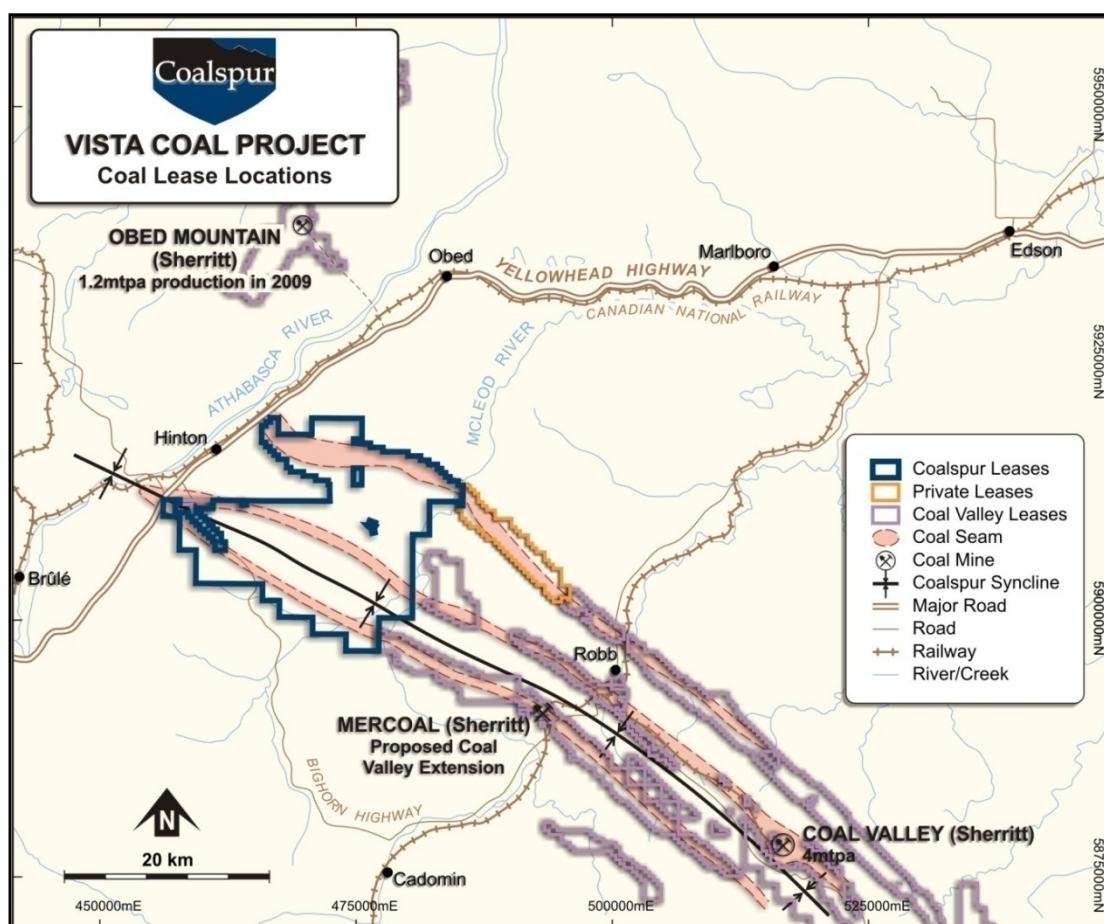 Coalspur
VISTA COAL PROJECT
Coal Lease Locations
OBED MOUNTAIN
(Sherritt)
1.2mtpa production in 2009
Obed
Marlboro
Edson
YELLOWHEAD HIGHWAY
CANADIAN NATIONAL RAILWAY
ATHABASCA RIVER
MCLEOD RIVER
Hinton
Brûlé
Robb
MERCOAL (Sherritt)
Proposed Coal
Valley Extension
BIGHORN HIGHWAY
COAL VALLEY (Sherritt)
4mtpa
Cadomin
N
20 km
Coalspur Leases
Private Leases
Coal Valley Leases
Coal Seam
Coal Mine
Coalspur Syncline
Major Road
Road
Railway
River/Creek
5950000mN
5925000mN
5900000mN
5875000mN
450000mE
475000mE
500000mE
525000mE